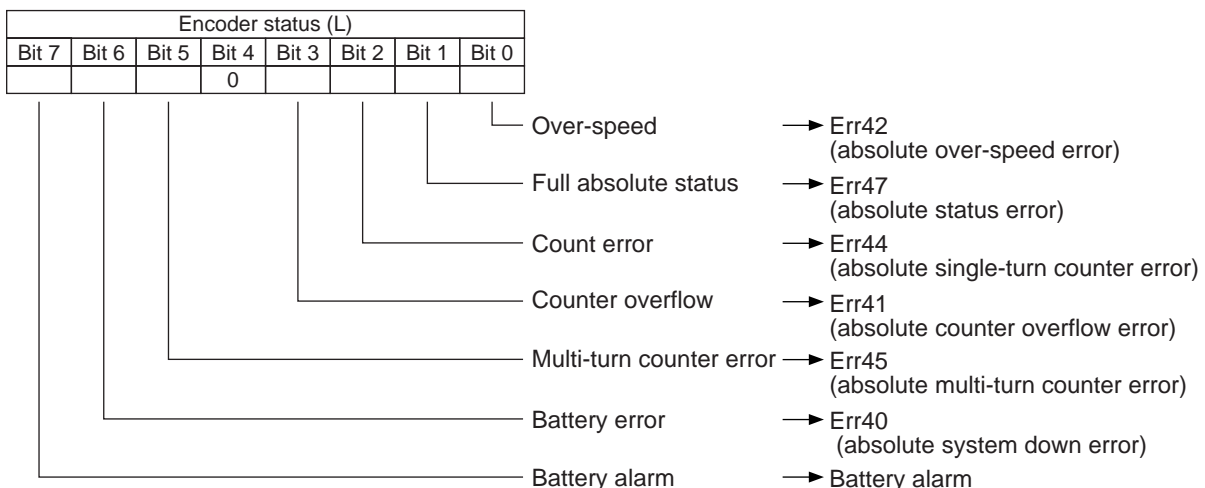 Encoder status (L)
Bit 7 Bit 6 Bit 5 Bit 4 Bit 3 Bit 2 Bit 1 Bit 0
0
Over-speed Err42
(absolute over-speed error)
Full absolute status Err47
(absolute status error)
Count error Err44
(absolute single-turn counter error)
Counter overflow Err41
(absolute counter overflow error)
Multi-turn counter error Err45
(absolute multi-turn counter error)
Battery error Err40
(absolute system down error)
Battery alarm Battery alarm